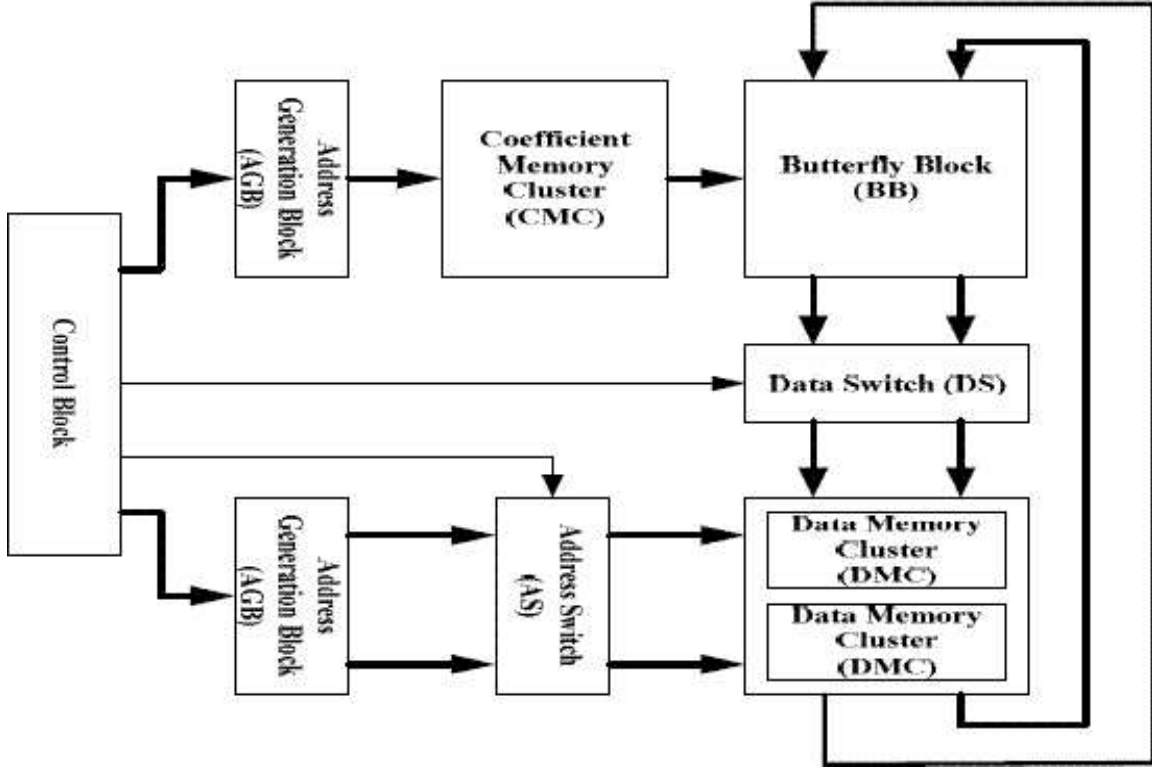 Control Block
Address
Generation Block
(AGB)
Coefficient
Memory
Cluster
(CMC)
Butterfly Block
(BB)
Data Switch (DS)
Address
Generation Block
(AGB)
Address Switch
(AS)
Data Memory
Cluster
(DMC)
Data Memory
Cluster
(DMC)